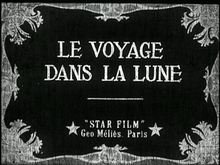 LE VOYAGE
DANS LA LUNE
"STAR FILM"
Geo Méliès. Paris